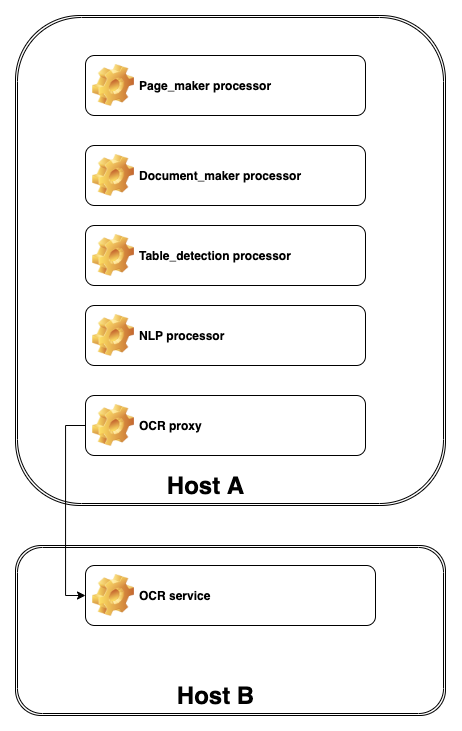 Page_maker processor
Document_maker processor
Table_detection processor
NLP processor
OCR proxy
Host A
OCR service
Host B